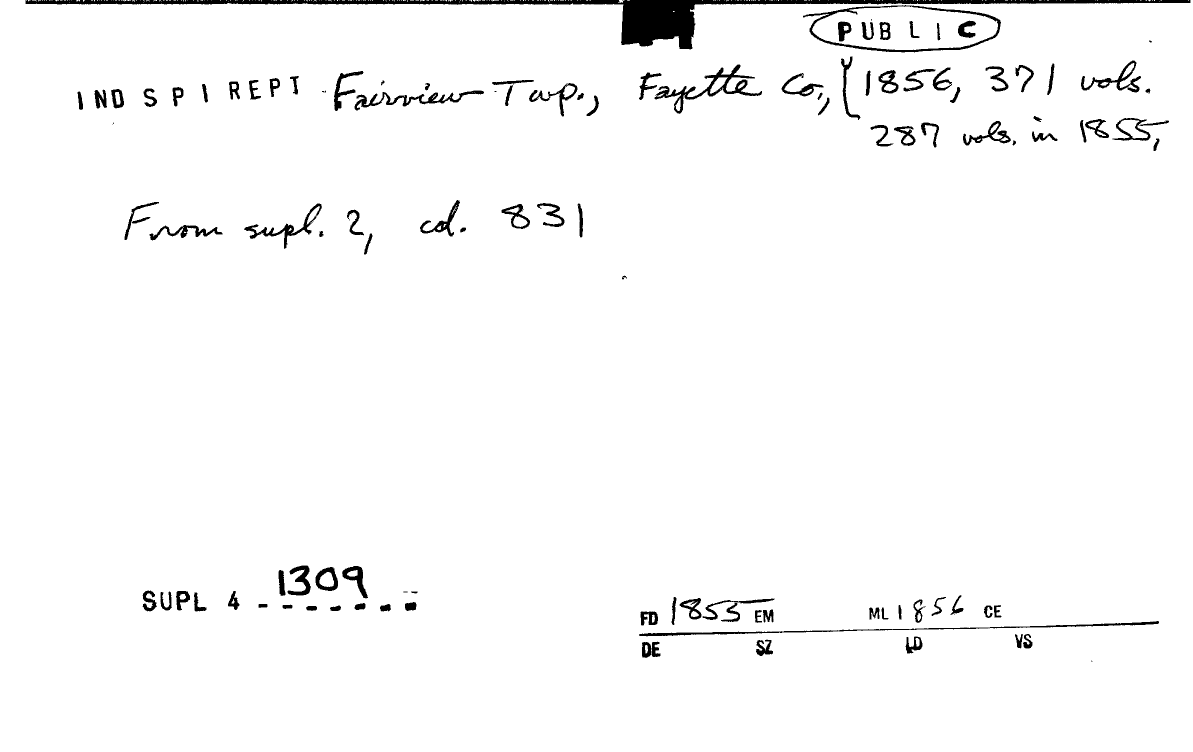 PUBLIC
IND SPI REPT Fairview Twp., Fayette Co., { 1856, 371 vols.
287 vols. in 1855,
From supl. 2, col. 831
SUPL 4 1309
FD 1855 EM ML 1856 CE
DE SZ LD VS